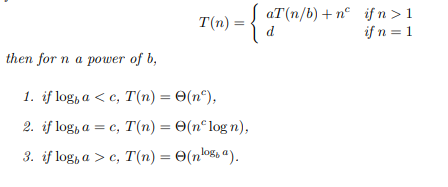 T(n) = { aT(n/b) + n^c if n > 1
d if n = 1
then for n a power of b,
1. if log_b a < c, T(n) = Θ(n^c),
2. if log_b a = c, T(n) = Θ(n^c log n),
3. if log_b a > c, T(n) = Θ(n^{log_b a}).